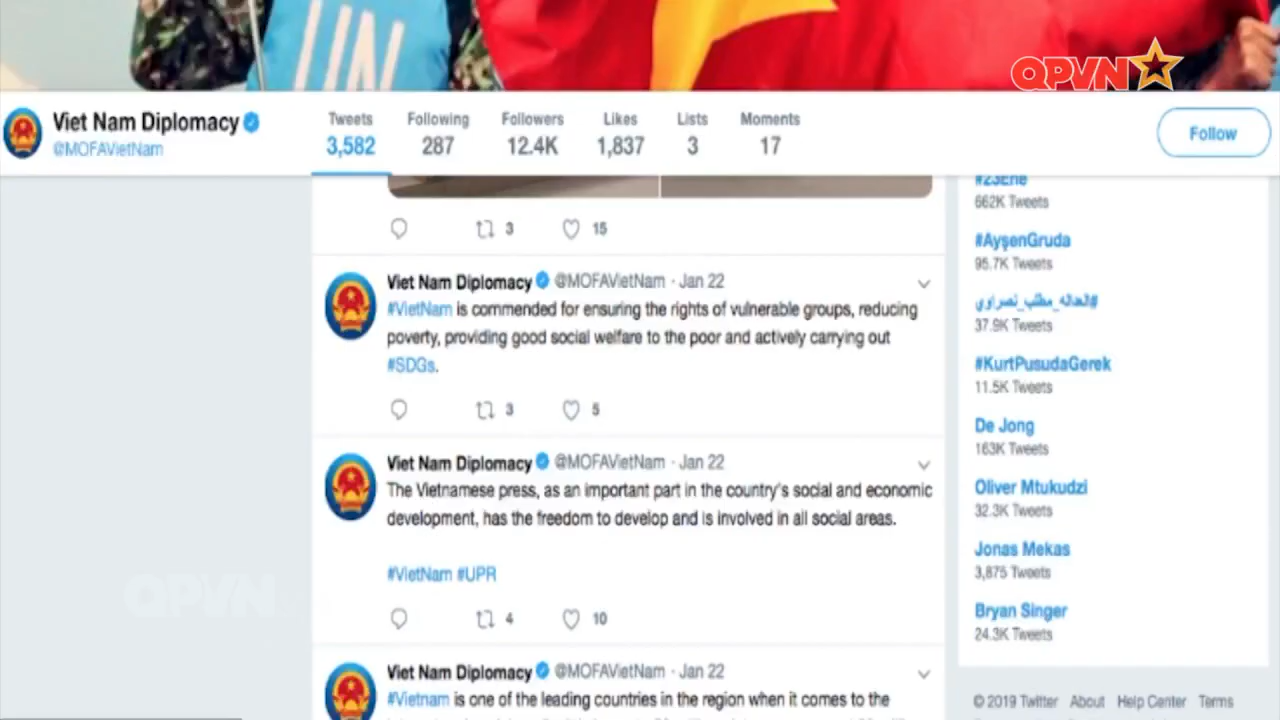 UN
QPVN
Viet Nam Diplomacy
@MOFAVietNam
Tweets
3,582
Following
287
Followers
12.4K
Likes
1,837
Lists
3
Moments
17
Follow
3
15
Viet Nam Diplomacy @MOFAVietNam · Jan 22
#VietNam is commended for ensuring the rights of vulnerable groups, reducing
poverty, providing good social welfare to the poor and actively carrying out
#SDGs.
3
5
Viet Nam Diplomacy @MOFAVietNam · Jan 22
The Vietnamese press, as an important part in the country's social and economic
development, has the freedom to develop and is involved in all social areas.
#VietNam #UPR
4
10
Viet Nam Diplomacy @MOFAVietNam · Jan 22
#Vietnam is one of the leading countries in the region when it comes to the
#23Ene
662K Tweets
#AyşenGruda
95.7K Tweets
#العداله_مطلب_نصراوي
37.9K Tweets
#KurtPusudaGerek
11.5K Tweets
De Jong
163K Tweets
Oliver Mtukudzi
32.3K Tweets
Jonas Mekas
3,875 Tweets
Bryan Singer
24.3K Tweets
© 2019 Twitter About Help Center Terms
QPVN